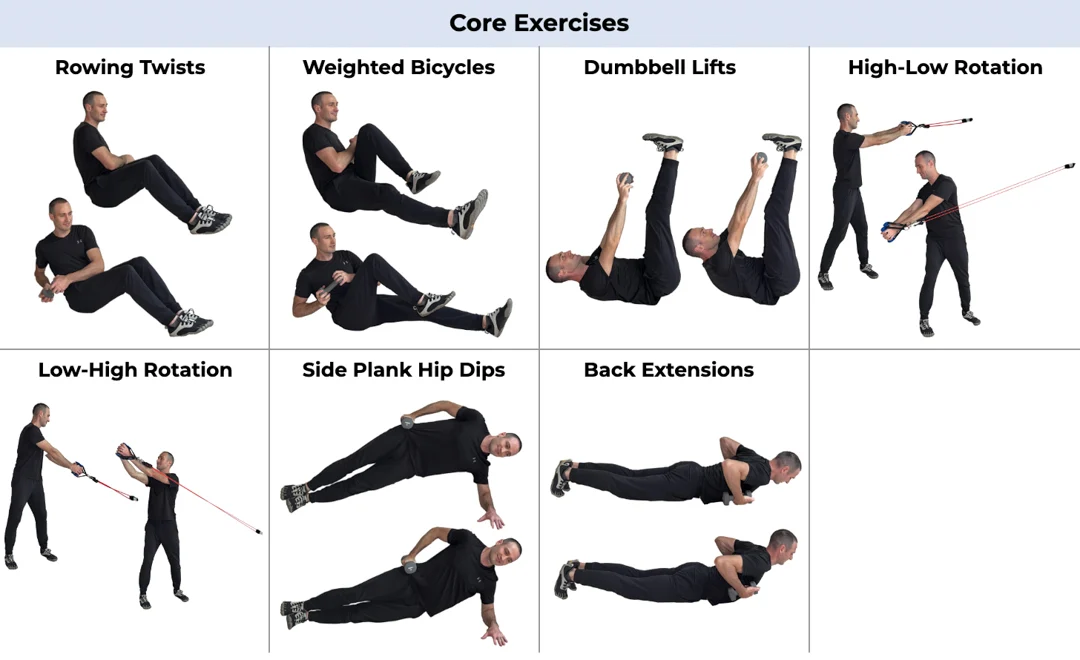 Core Exercises
Rowing Twists
Weighted Bicycles
Dumbbell Lifts
High-Low Rotation
Low-High Rotation
Side Plank Hip Dips
Back Extensions